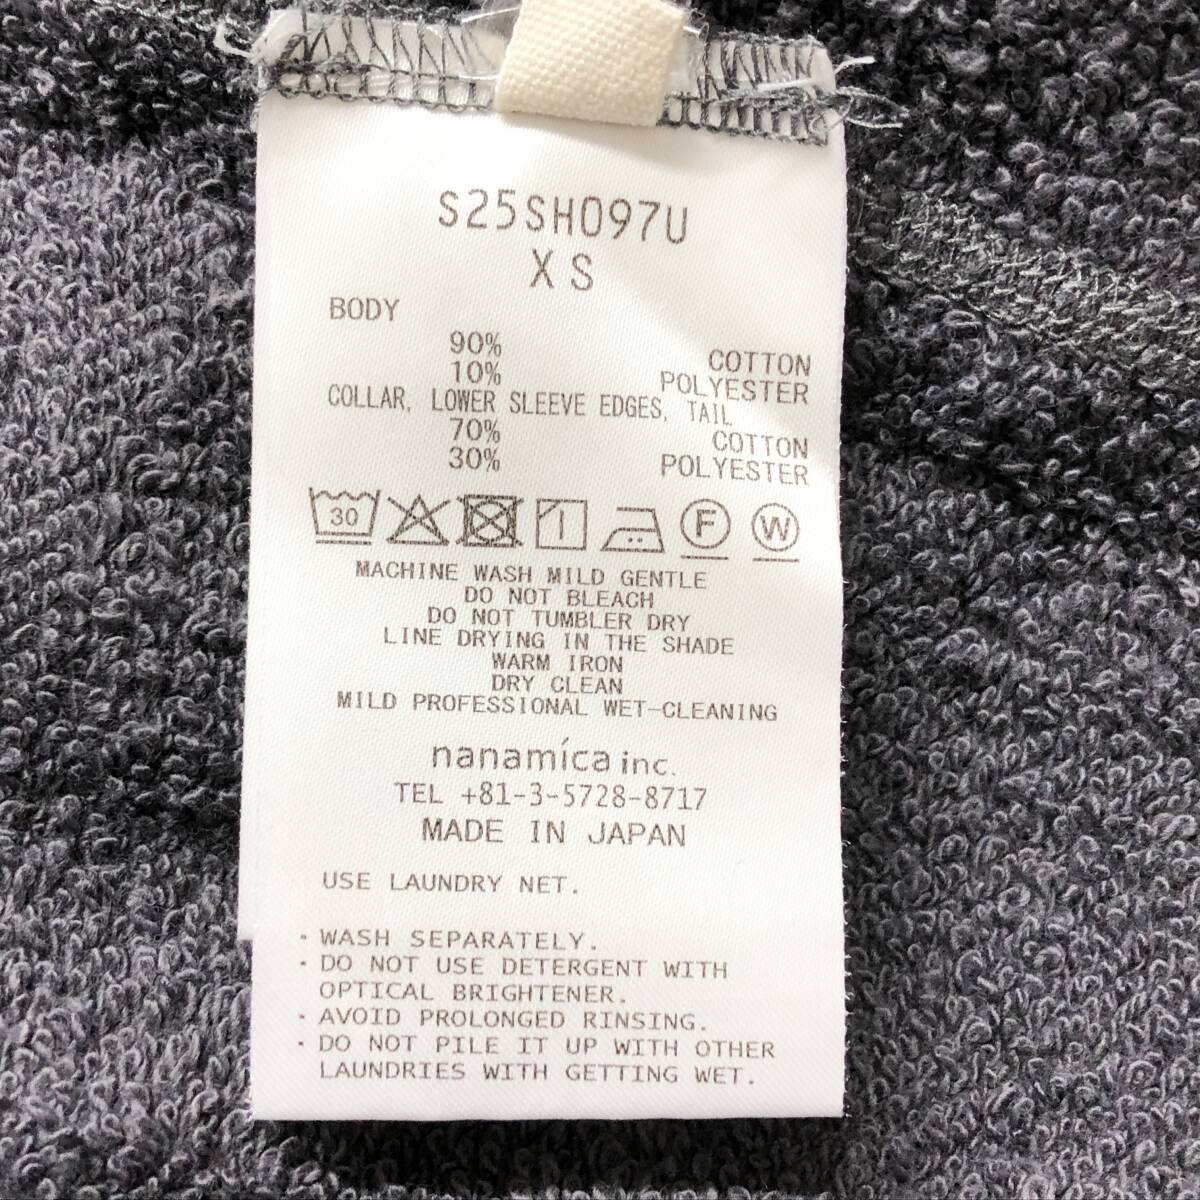 S25SH097U
XS
BODY
90% COTTON
10% POLYESTER
COLLAR, LOWER SLEEVE EDGES, TAIL
70% COTTON
30% POLYESTER
30 F W
MACHINE WASH MILD GENTLE
DO NOT BLEACH
DO NOT TUMBLER DRY
LINE DRYING IN THE SHADE
WARM IRON
DRY CLEAN
MILD PROFESSIONAL WET-CLEANING
nanamíca inc.
TEL +81-3-5728-8717
MADE IN JAPAN
USE LAUNDRY NET.
· WASH SEPARATELY.
· DO NOT USE DETERGENT WITH
OPTICAL BRIGHTENER.
· AVOID PROLONGED RINSING.
· DO NOT PILE IT UP WITH OTHER
LAUNDRIES WITH GETTING WET.